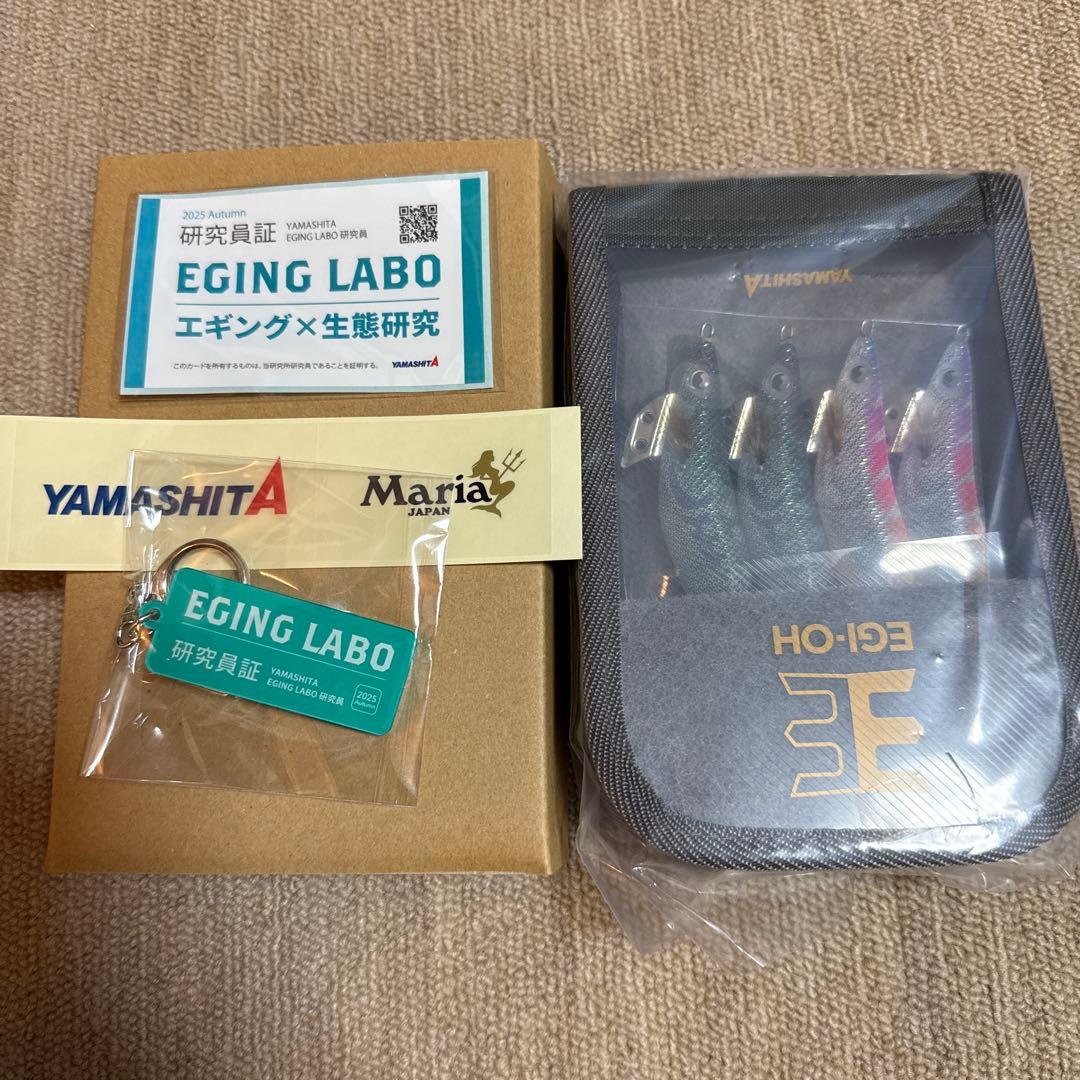 2025 Autumn
研究員証 YAMASHITA
EGING LABO 研究員
EGING LABO
エギング×生態研究
このカードを所有するものは、当研究所研究員であることを証明する。 YAMASHITA
YAMASHITA
Maria
JAPAN
EGING LABO
研究員証 YAMASHITA
EGING LABO 研究員
2025
Autumn
YAMASHITA
EGI-OH
王